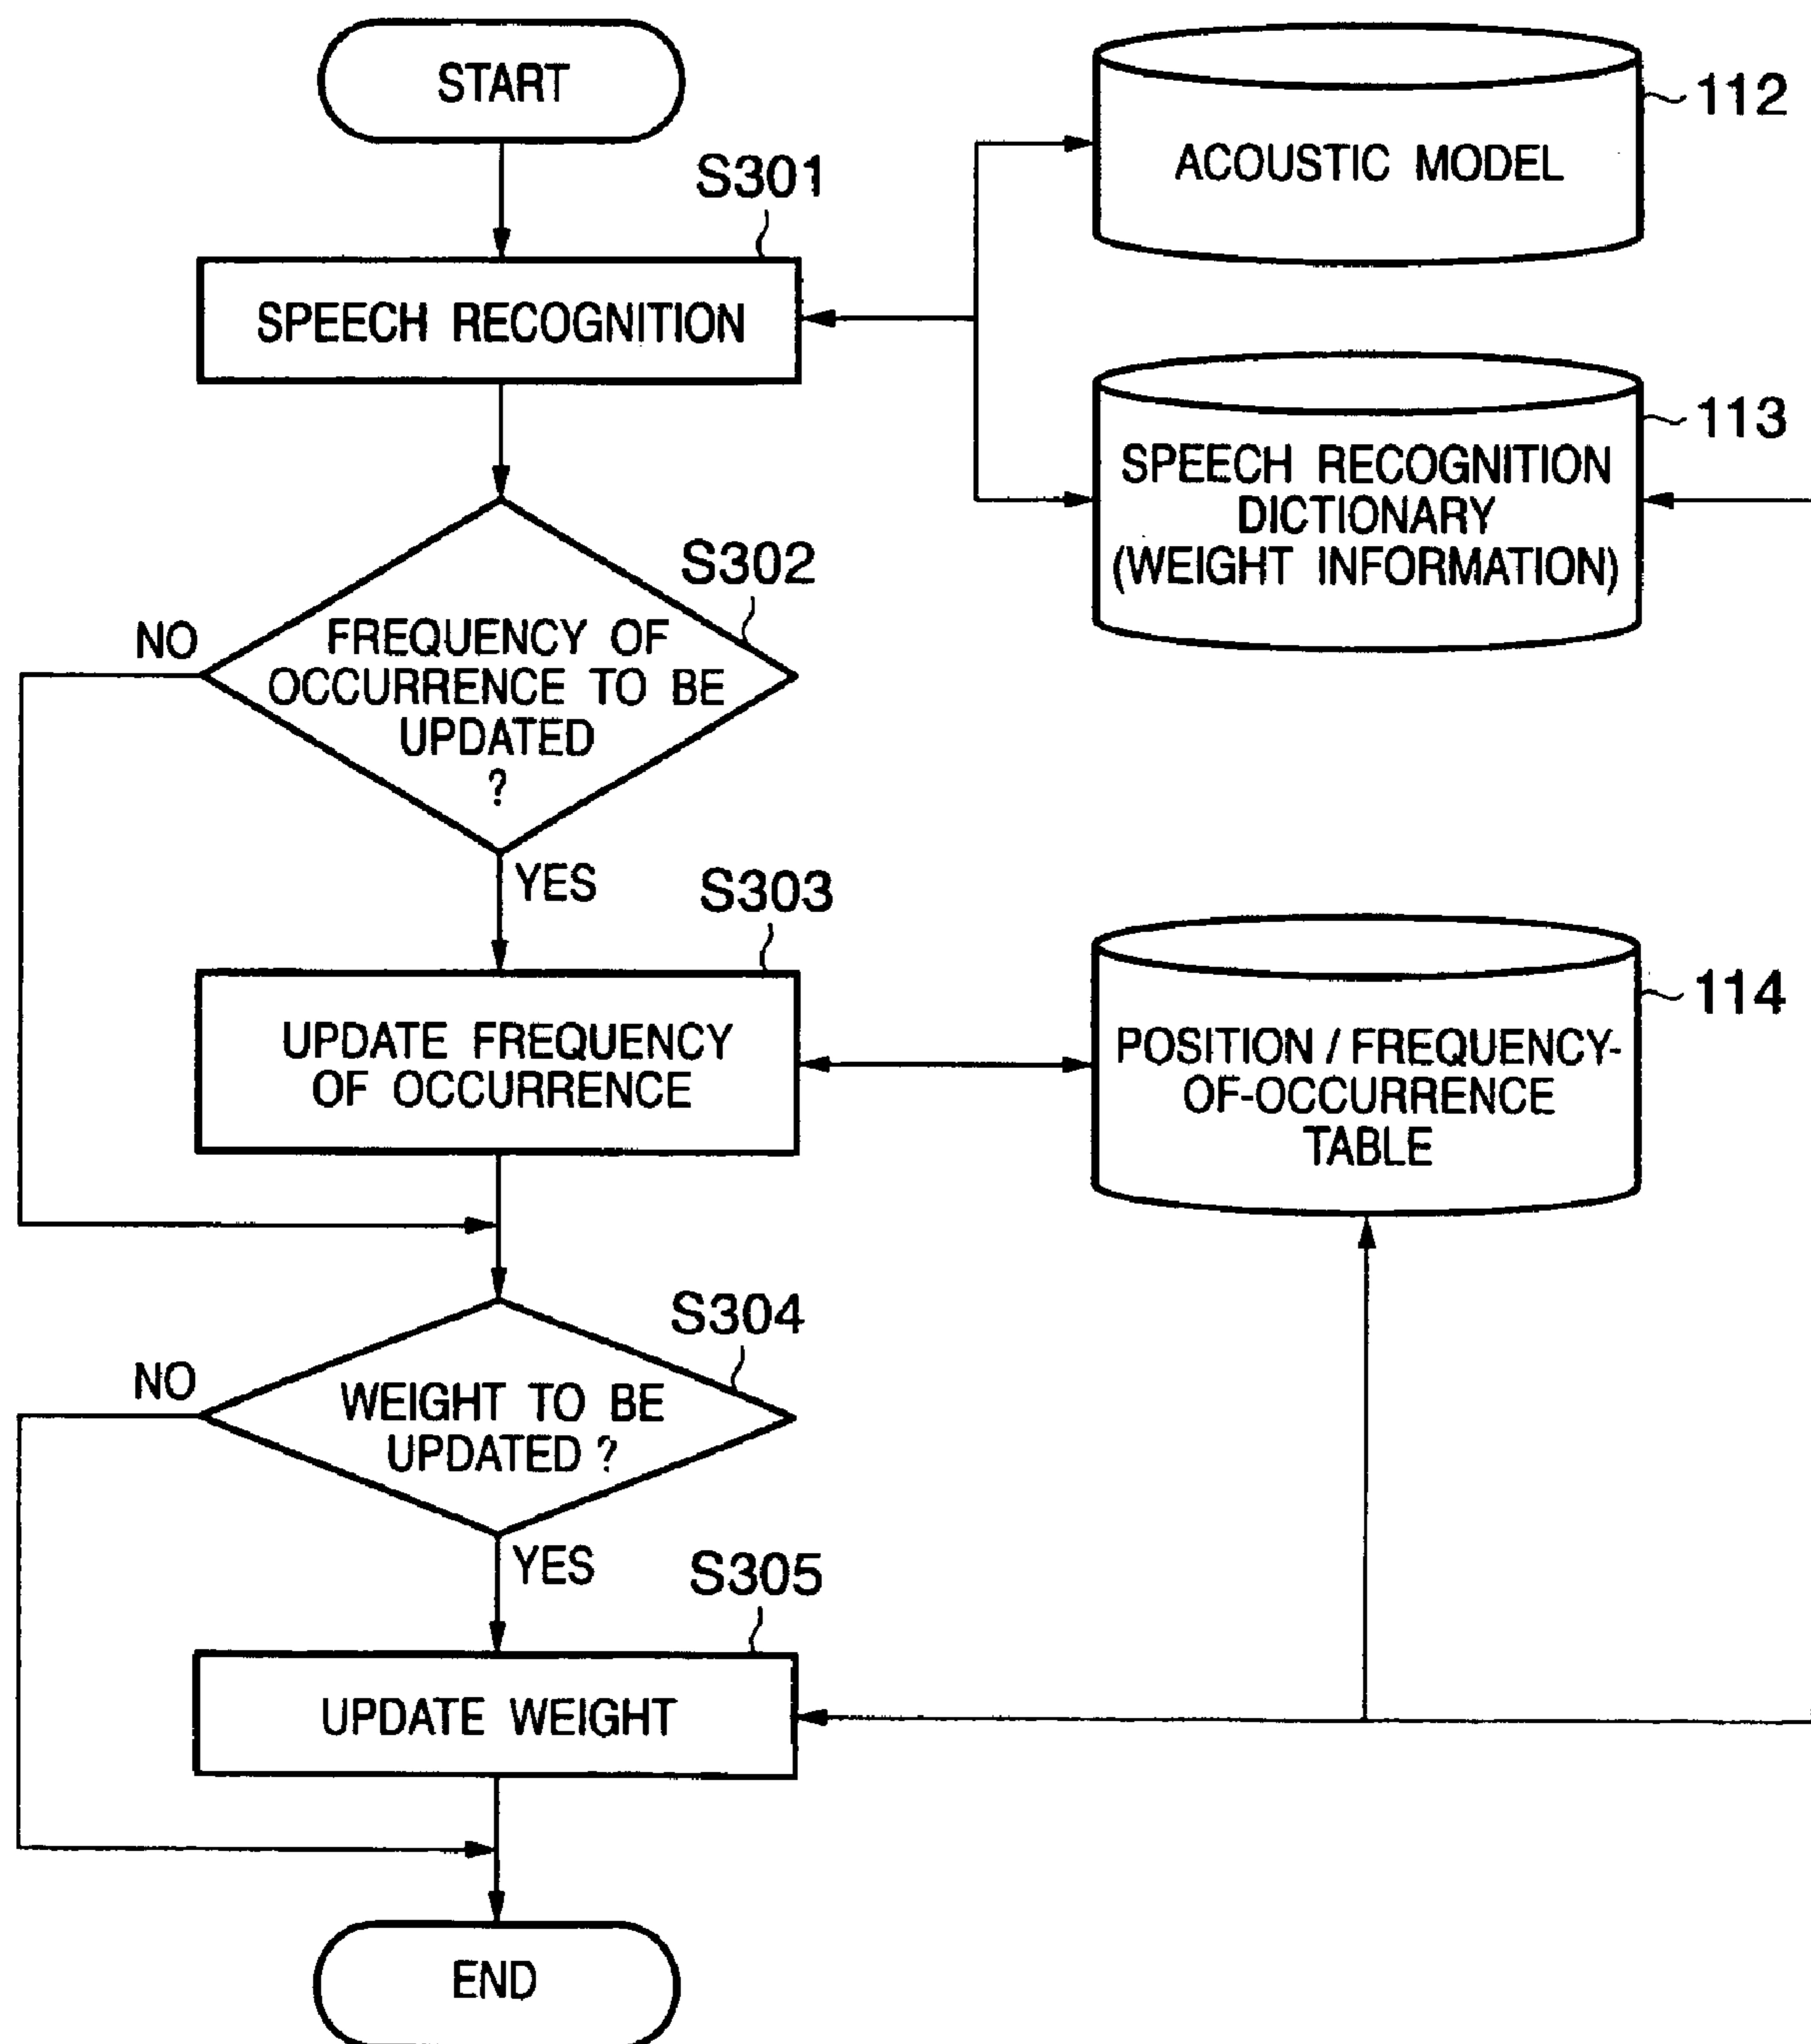 START
S301
SPEECH RECOGNITION
112
ACOUSTIC MODEL
113
SPEECH RECOGNITION
DICTIONARY
(WEIGHT INFORMATION)
S302
NO
FREQUENCY OF
OCCURRENCE TO BE
UPDATED
?
YES
S303
UPDATE FREQUENCY
OF OCCURRENCE
114
POSITION / FREQUENCY-
OF-OCCURRENCE
TABLE
S304
NO
WEIGHT TO BE
UPDATED ?
YES
S305
UPDATE WEIGHT
END